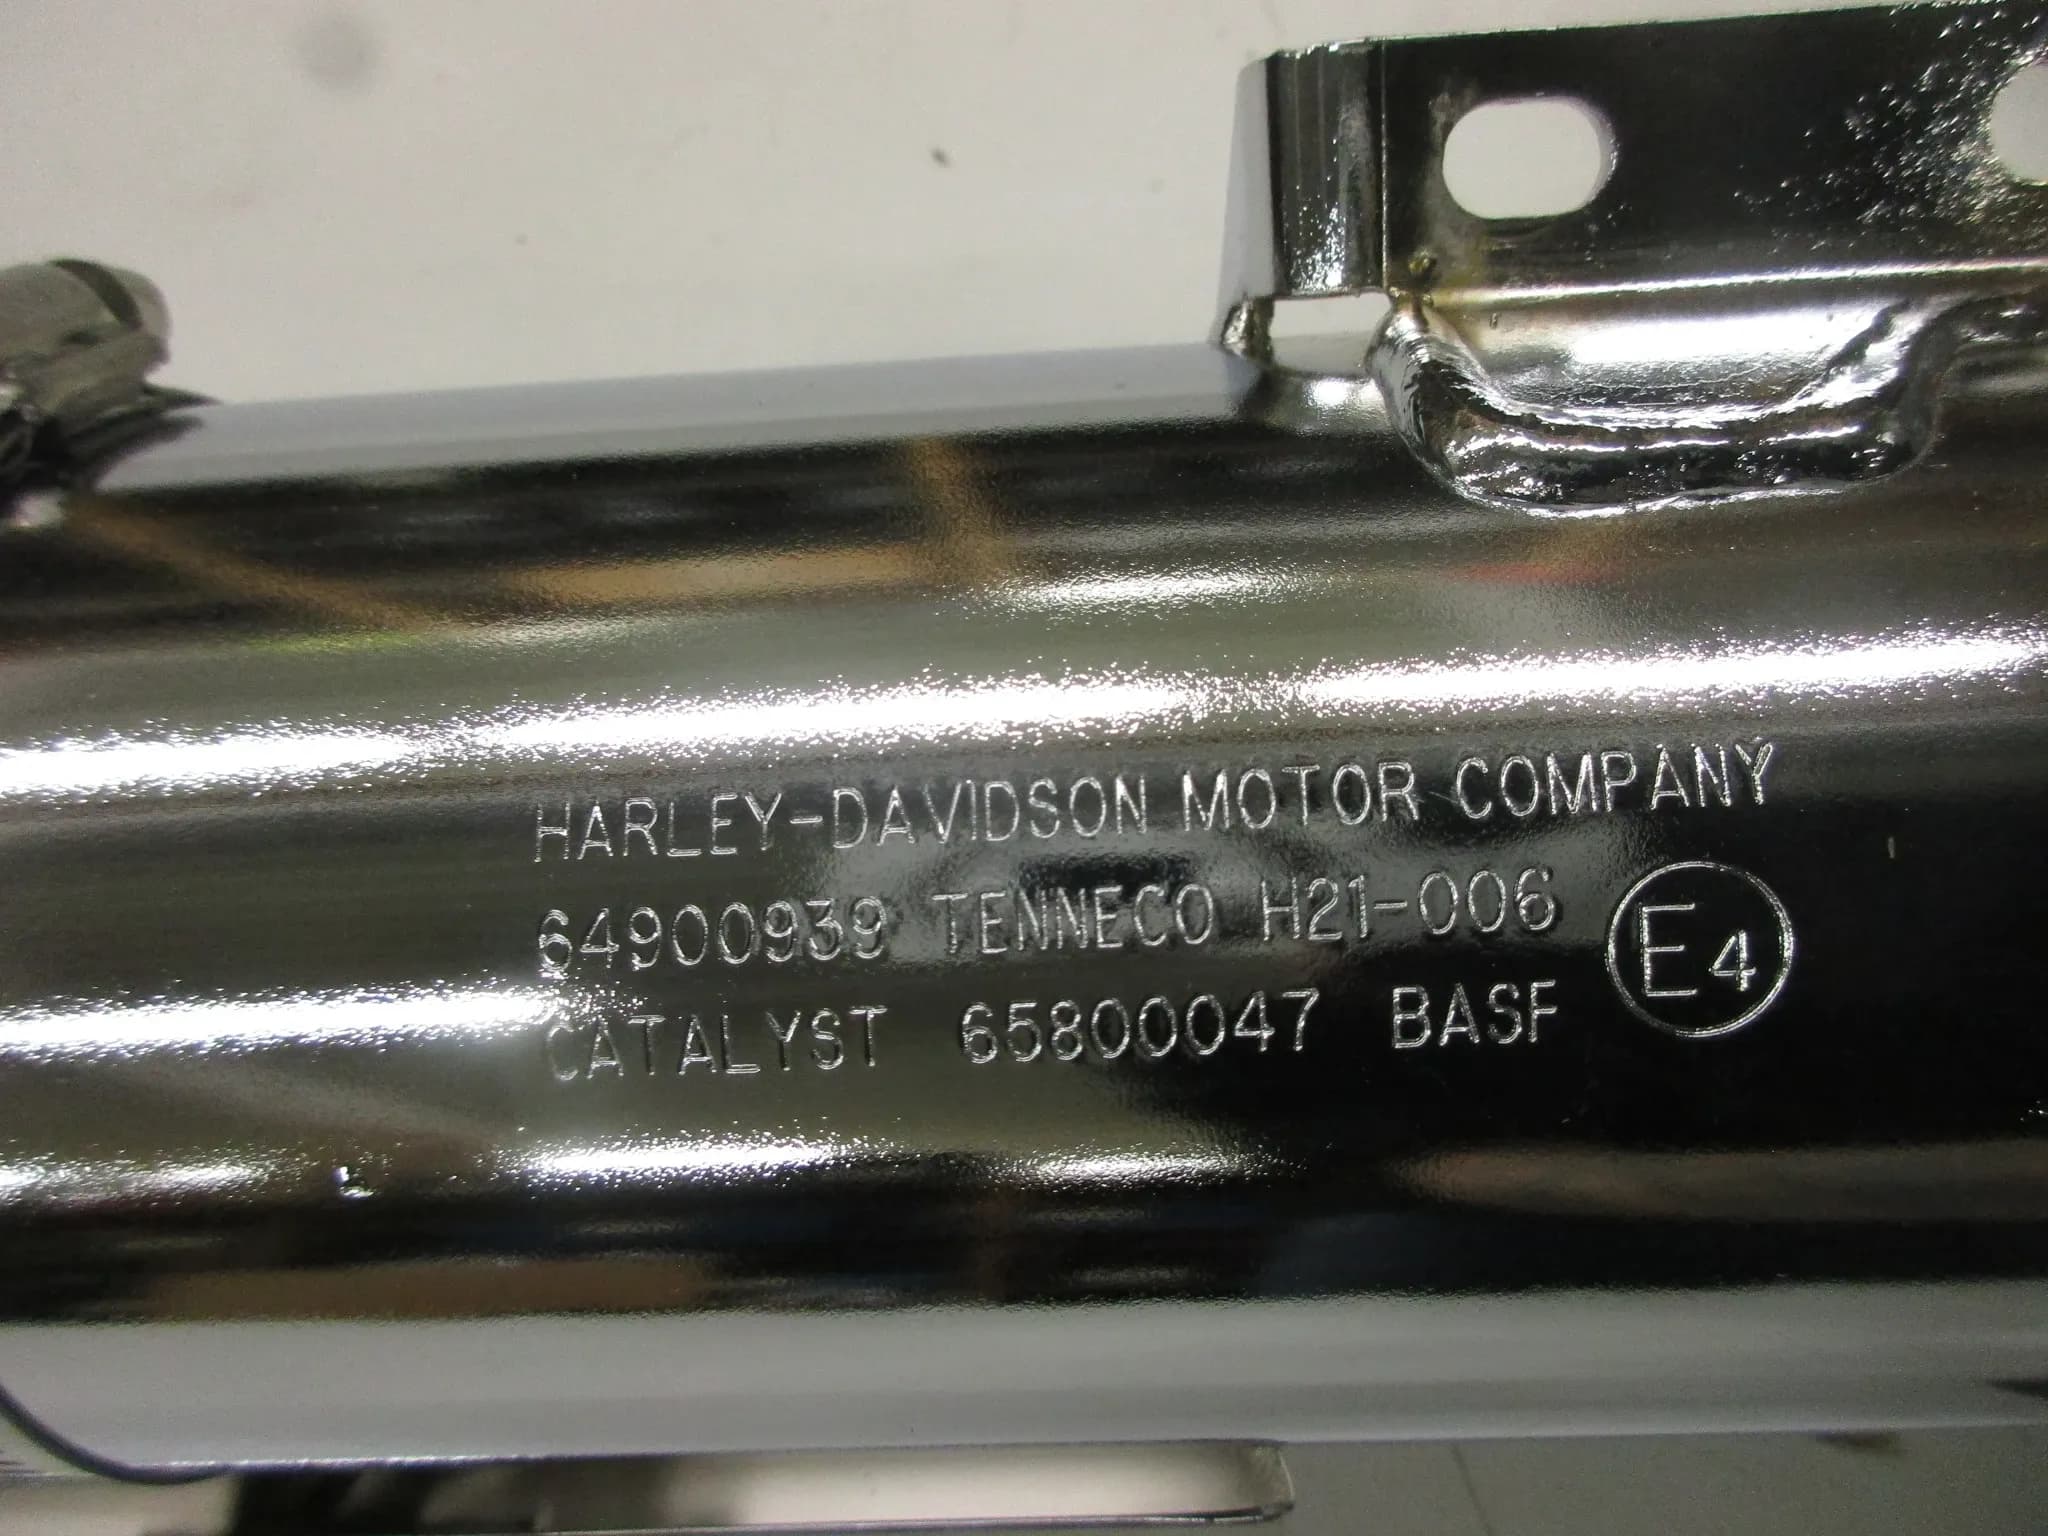 HARLEY-DAVIDSON MOTOR COMPANY
64900939 TENNECO H21-006 E4
CATALYST 65800047 BASF